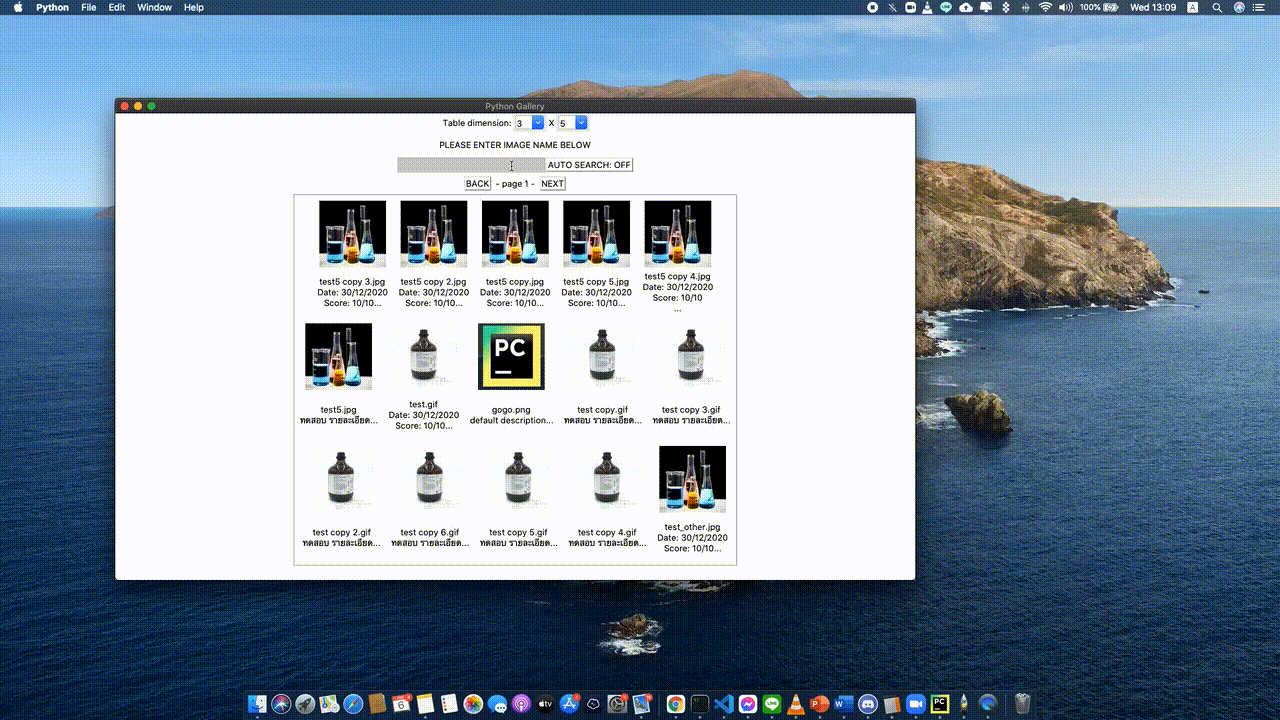 Python File Edit Window Help 100% Wed 13:09 A
Python Gallery
Table dimension: 3 X 5
PLEASE ENTER IMAGE NAME BELOW
AUTO SEARCH: OFF
BACK - page 1 - NEXT
test5 copy 3.jpg
Date: 30/12/2020
Score: 10/10...
test5 copy 2.jpg
Date: 30/12/2020
Score: 10/10...
test5 copy.jpg
Date: 30/12/2020
Score: 10/10...
test5 copy 5.jpg
Date: 30/12/2020
Score: 10/10...
test5 copy 4.jpg
Date: 30/12/2020
Score: 10/10
...
test5.jpg
ทดสอบ รายละเอียด...
test.gif
Date: 30/12/2020
Score: 10/10...
PC
gogo.png
default description...
test copy.gif
ทดสอบ รายละเอียด...
test copy 3.gif
ทดสอบ รายละเอียด...
test copy 2.gif
ทดสอบ รายละเอียด...
test copy 6.gif
ทดสอบ รายละเอียด...
test copy 5.gif
ทดสอบ รายละเอียด...
test copy 4.gif
ทดสอบ รายละเอียด...
test_other.jpg
Date: 30/12/2020
Score: 10/10...
6
tv
P
W
PC